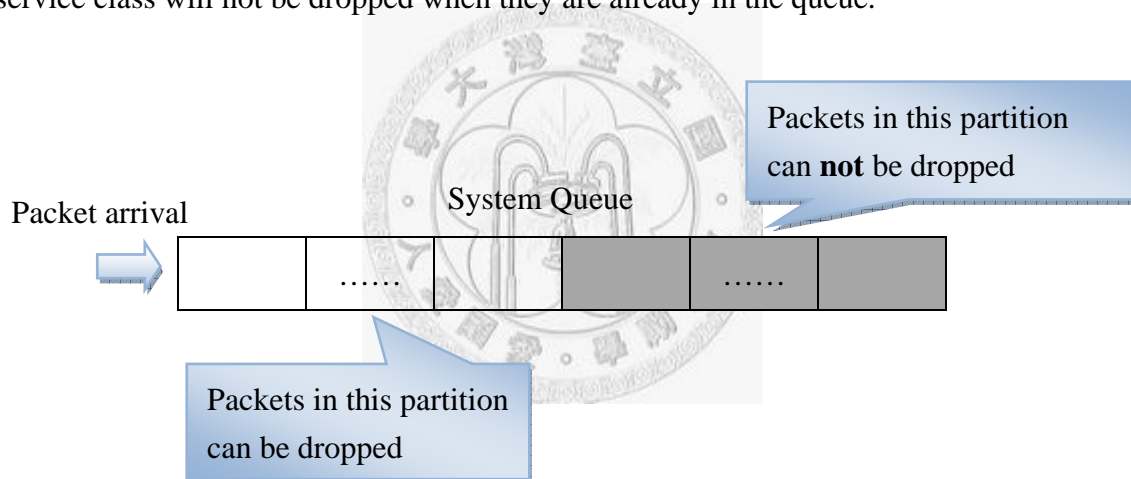 service class will not be dropped when they are already in the queue.
Packets in this partition
can not be dropped
System Queue
Packet arrival
……
……
Packets in this partition
can be dropped